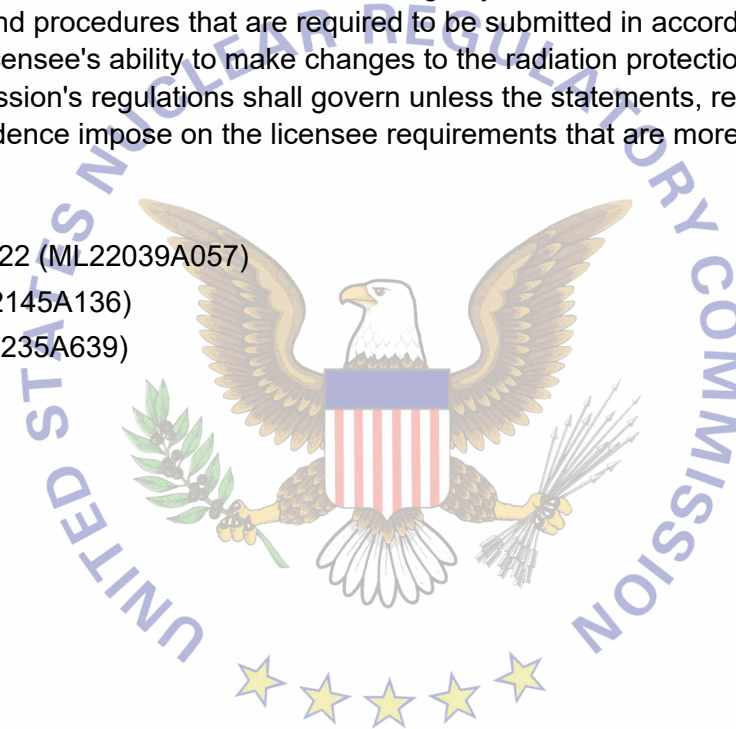 nd procedures that are required to be submitted in accord
ensee's ability to make changes to the radiation protectio
ssion's regulations shall govern unless the statements, re
dence impose on the licensee requirements that are more
22 (ML22039A057)
2145A136)
235A639)
UNITED STATES NUCLEAR REGULATORY COMMISSION